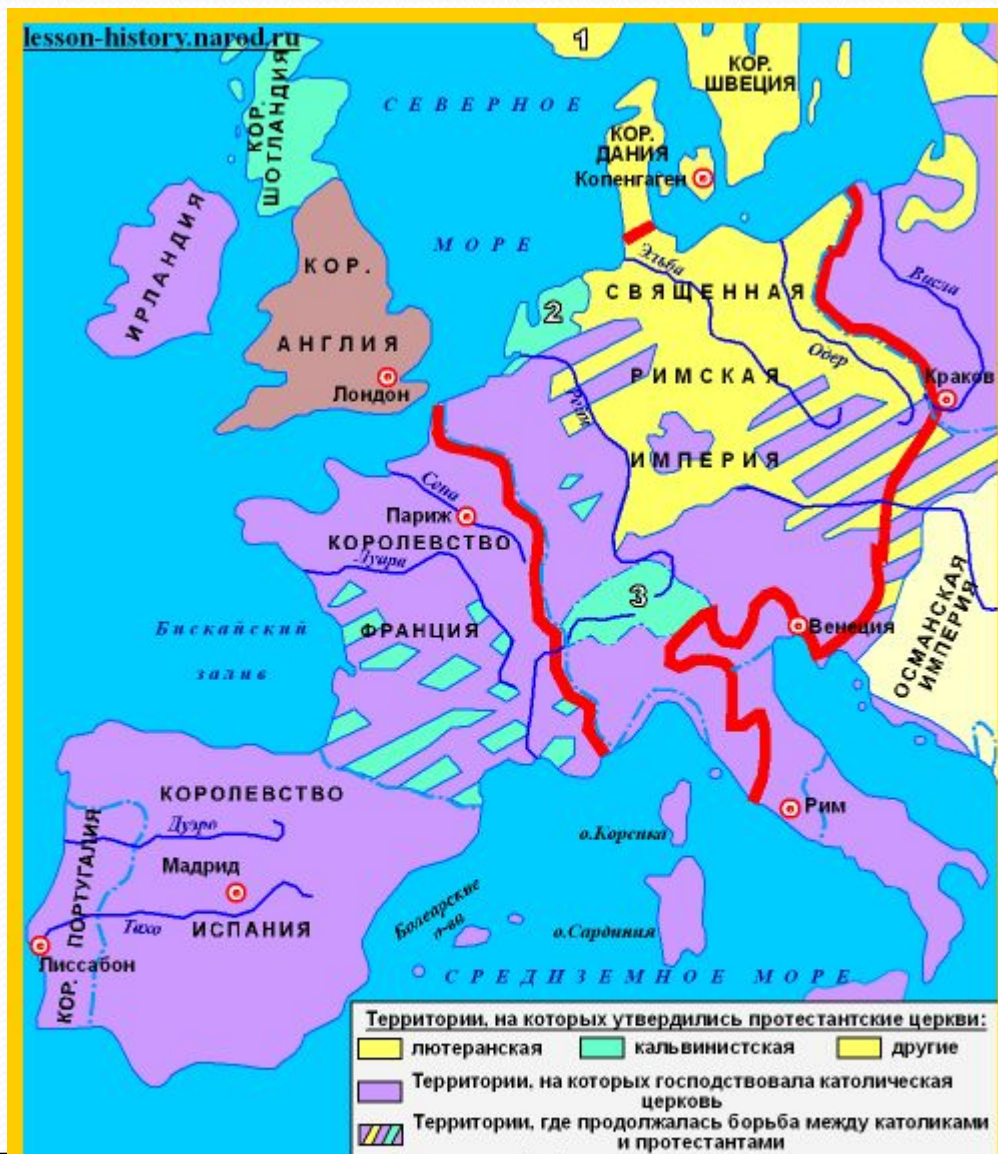 lesson-history.narod.ru
1
КОР.
ШВЕЦИЯ
КОР.
ШОТЛАНДИЯ
СЕВЕРНОЕ
МОРЕ
КОР.
ДАНИЯ
Копенгаген
ИРЛАНДИЯ
КОР.
АНГЛИЯ
Лондон
2
Эльба
СВЯЩЕННАЯ
РИМСКАЯ
ИМПЕРИЯ
Висла
Одер
Краков
Рейн
Сена
Париж
КОРОЛЕВСТВО
Луара
ФРАНЦИЯ
3
Венеция
ОСМАНСКАЯ
ИМПЕРИЯ
Бискайский
залив
КОРОЛЕВСТВО
Дуэро
Мадрид
ИСПАНИЯ
Тахо
Лиссабон
КОР. ПОРТУГАЛИЯ
Рим
о.Корсика
Болеарские
о-ва
о.Сардиния
СРЕДИЗЕМНОЕ МОРЕ
Территории, на которых утвердились протестантские церкви:
лютеранская кальвинистская другие
Территории, на которых господствовала католическая
церковь
Территории, где продолжалась борьба между католиками
и протестантами